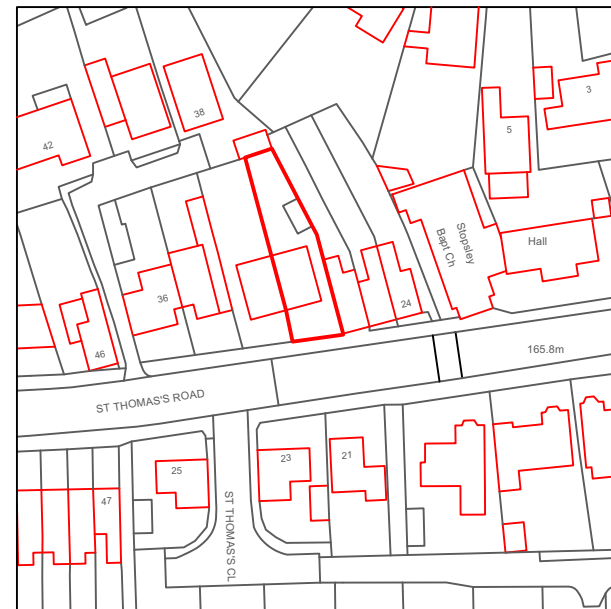 3
38
42
5
Stopsley
Bapt Ch
Hall
36
24
46
165.8m
ST THOMAS'S ROAD
25
23
21
47
ST THOMAS'S CL